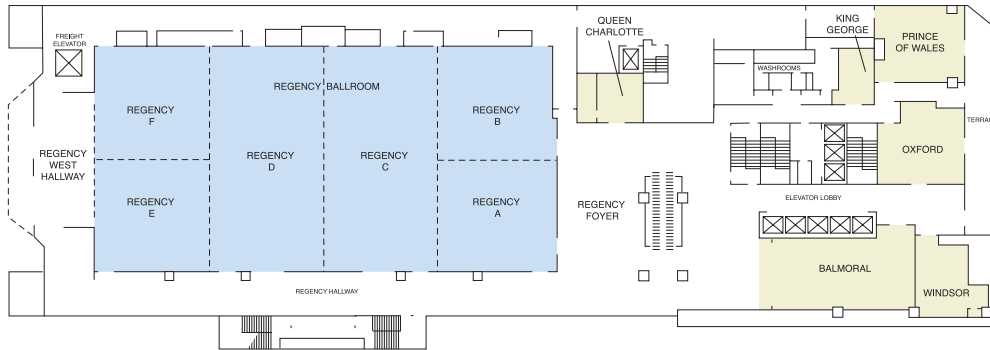 QUEEN
CHARLOTTE
KING
GEORGE
PRINCE
OF WALES
FREIGHT
ELEVATOR
WASHROOMS
REGENCY BALLROOM
REGENCY
F
REGENCY
B
REGENCY
WEST
HALLWAY
REGENCY
D
REGENCY
C
REGENCY
E
REGENCY
A
REGENCY
FOYER
TERRAC
OXFORD
ELEVATOR LOBBY
BALMORAL
WINDSOR
REGENCY HALLWAY